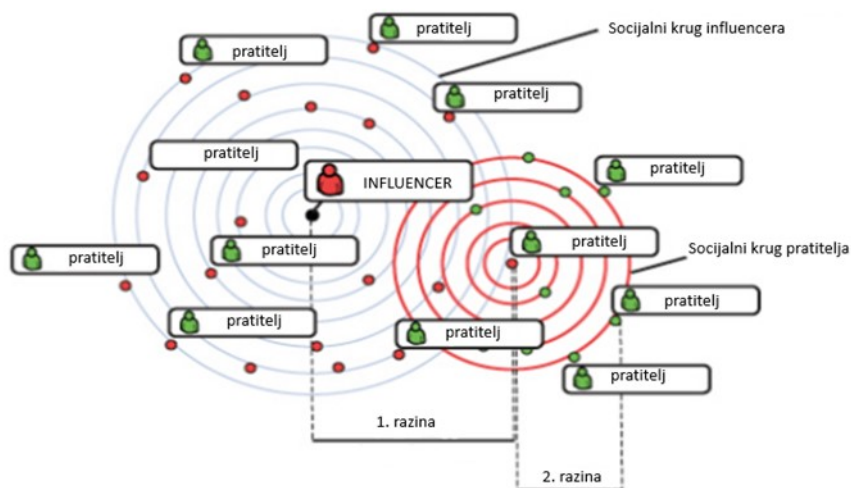 pratitelj
Socijalni krug influencera
pratitelj
pratitelj
pratitelj
pratitelj
INFLUENCER
pratitelj
pratitelj
pratitelj
Socijalni krug pratitelja
pratitelj
pratitelj
pratitelj
pratitelj
1. razina
2. razina